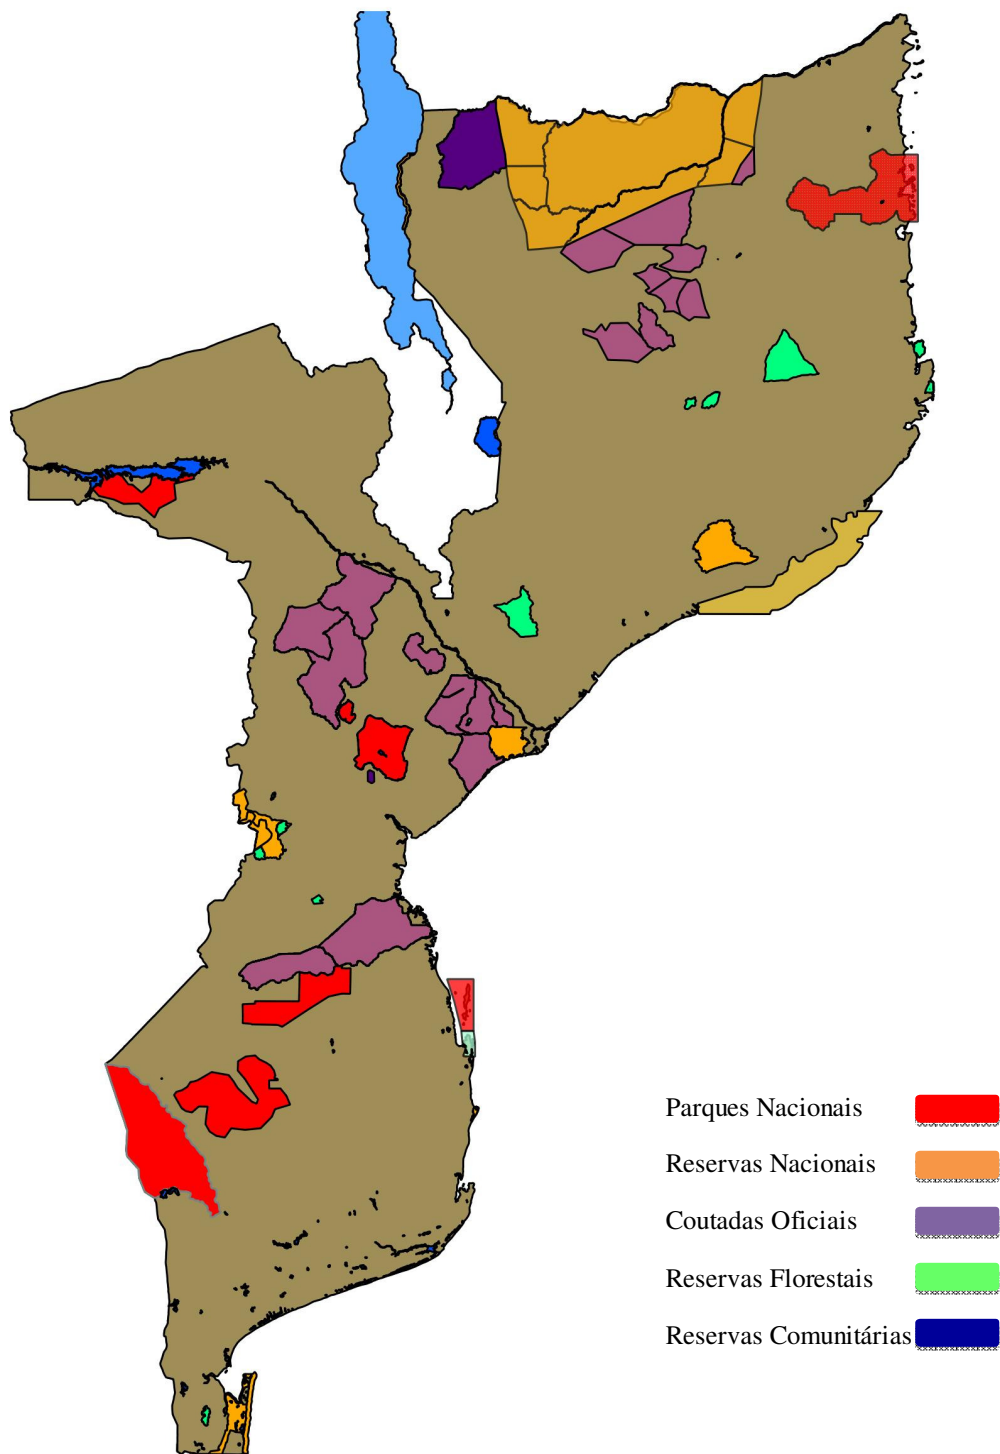 Parques Nacionais
Reservas Nacionais
Coutadas Oficiais
Reservas Florestais
Reservas Comunitárias